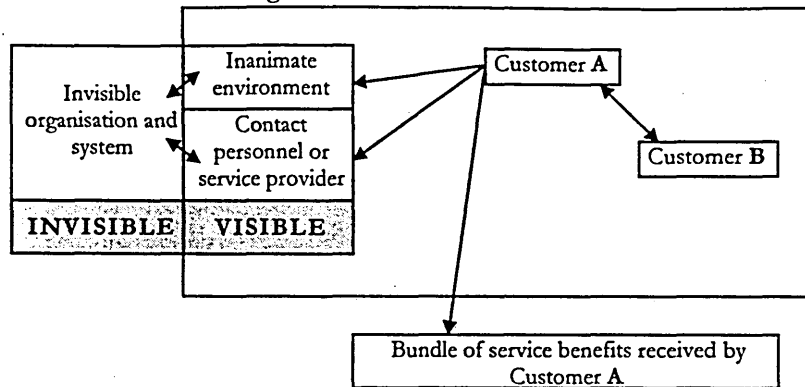 Inanimate
environment
Invisible
organisation and
system
Contact
personnel or
service provider
INVISIBLE
VISIBLE
Customer A
Customer B
Bundle of service benefits received by
Customer A